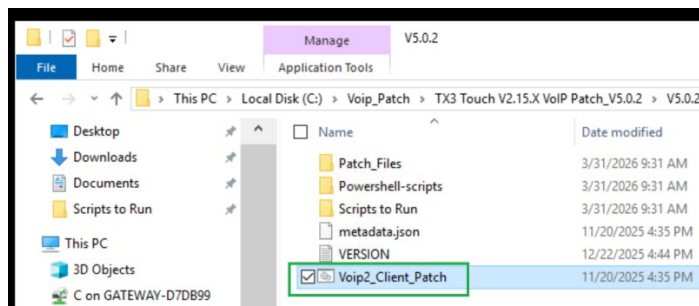 Manage V5.0.2
File Home Share View Application Tools
This PC > Local Disk (C:) > Voip_Patch > TX3 Touch V2.15.X VoIP Patch_V5.0.2 > V5.0.2
Desktop Name Date modified
Downloads Patch_Files 3/31/2026 9:31 AM
Documents Powershell-scripts 3/31/2026 9:31 AM
Scripts to Run Scripts to Run 3/31/2026 9:31 AM
metadata.json 11/20/2025 4:35 PM
This PC VERSION 12/22/2025 4:44 PM
3D Objects Voip2_Client_Patch 11/20/2025 4:35 PM
C on GATEWAY-D7DB99